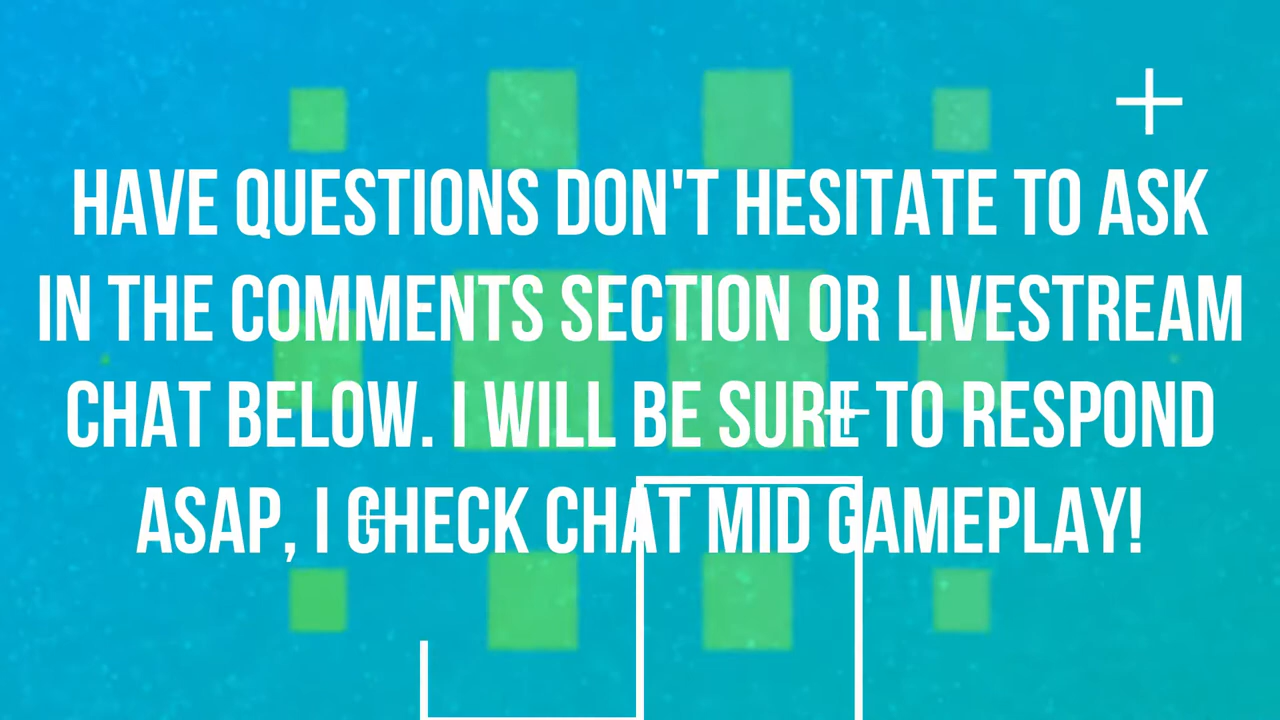 HAVE QUESTIONS DON'T HESITATE TO ASK
IN THE COMMENTS SECTION OR LIVESTREAM
CHAT BELOW. I WILL BE SURE TO RESPOND
ASAP, I CHECK CHAT MID GAMEPLAY!